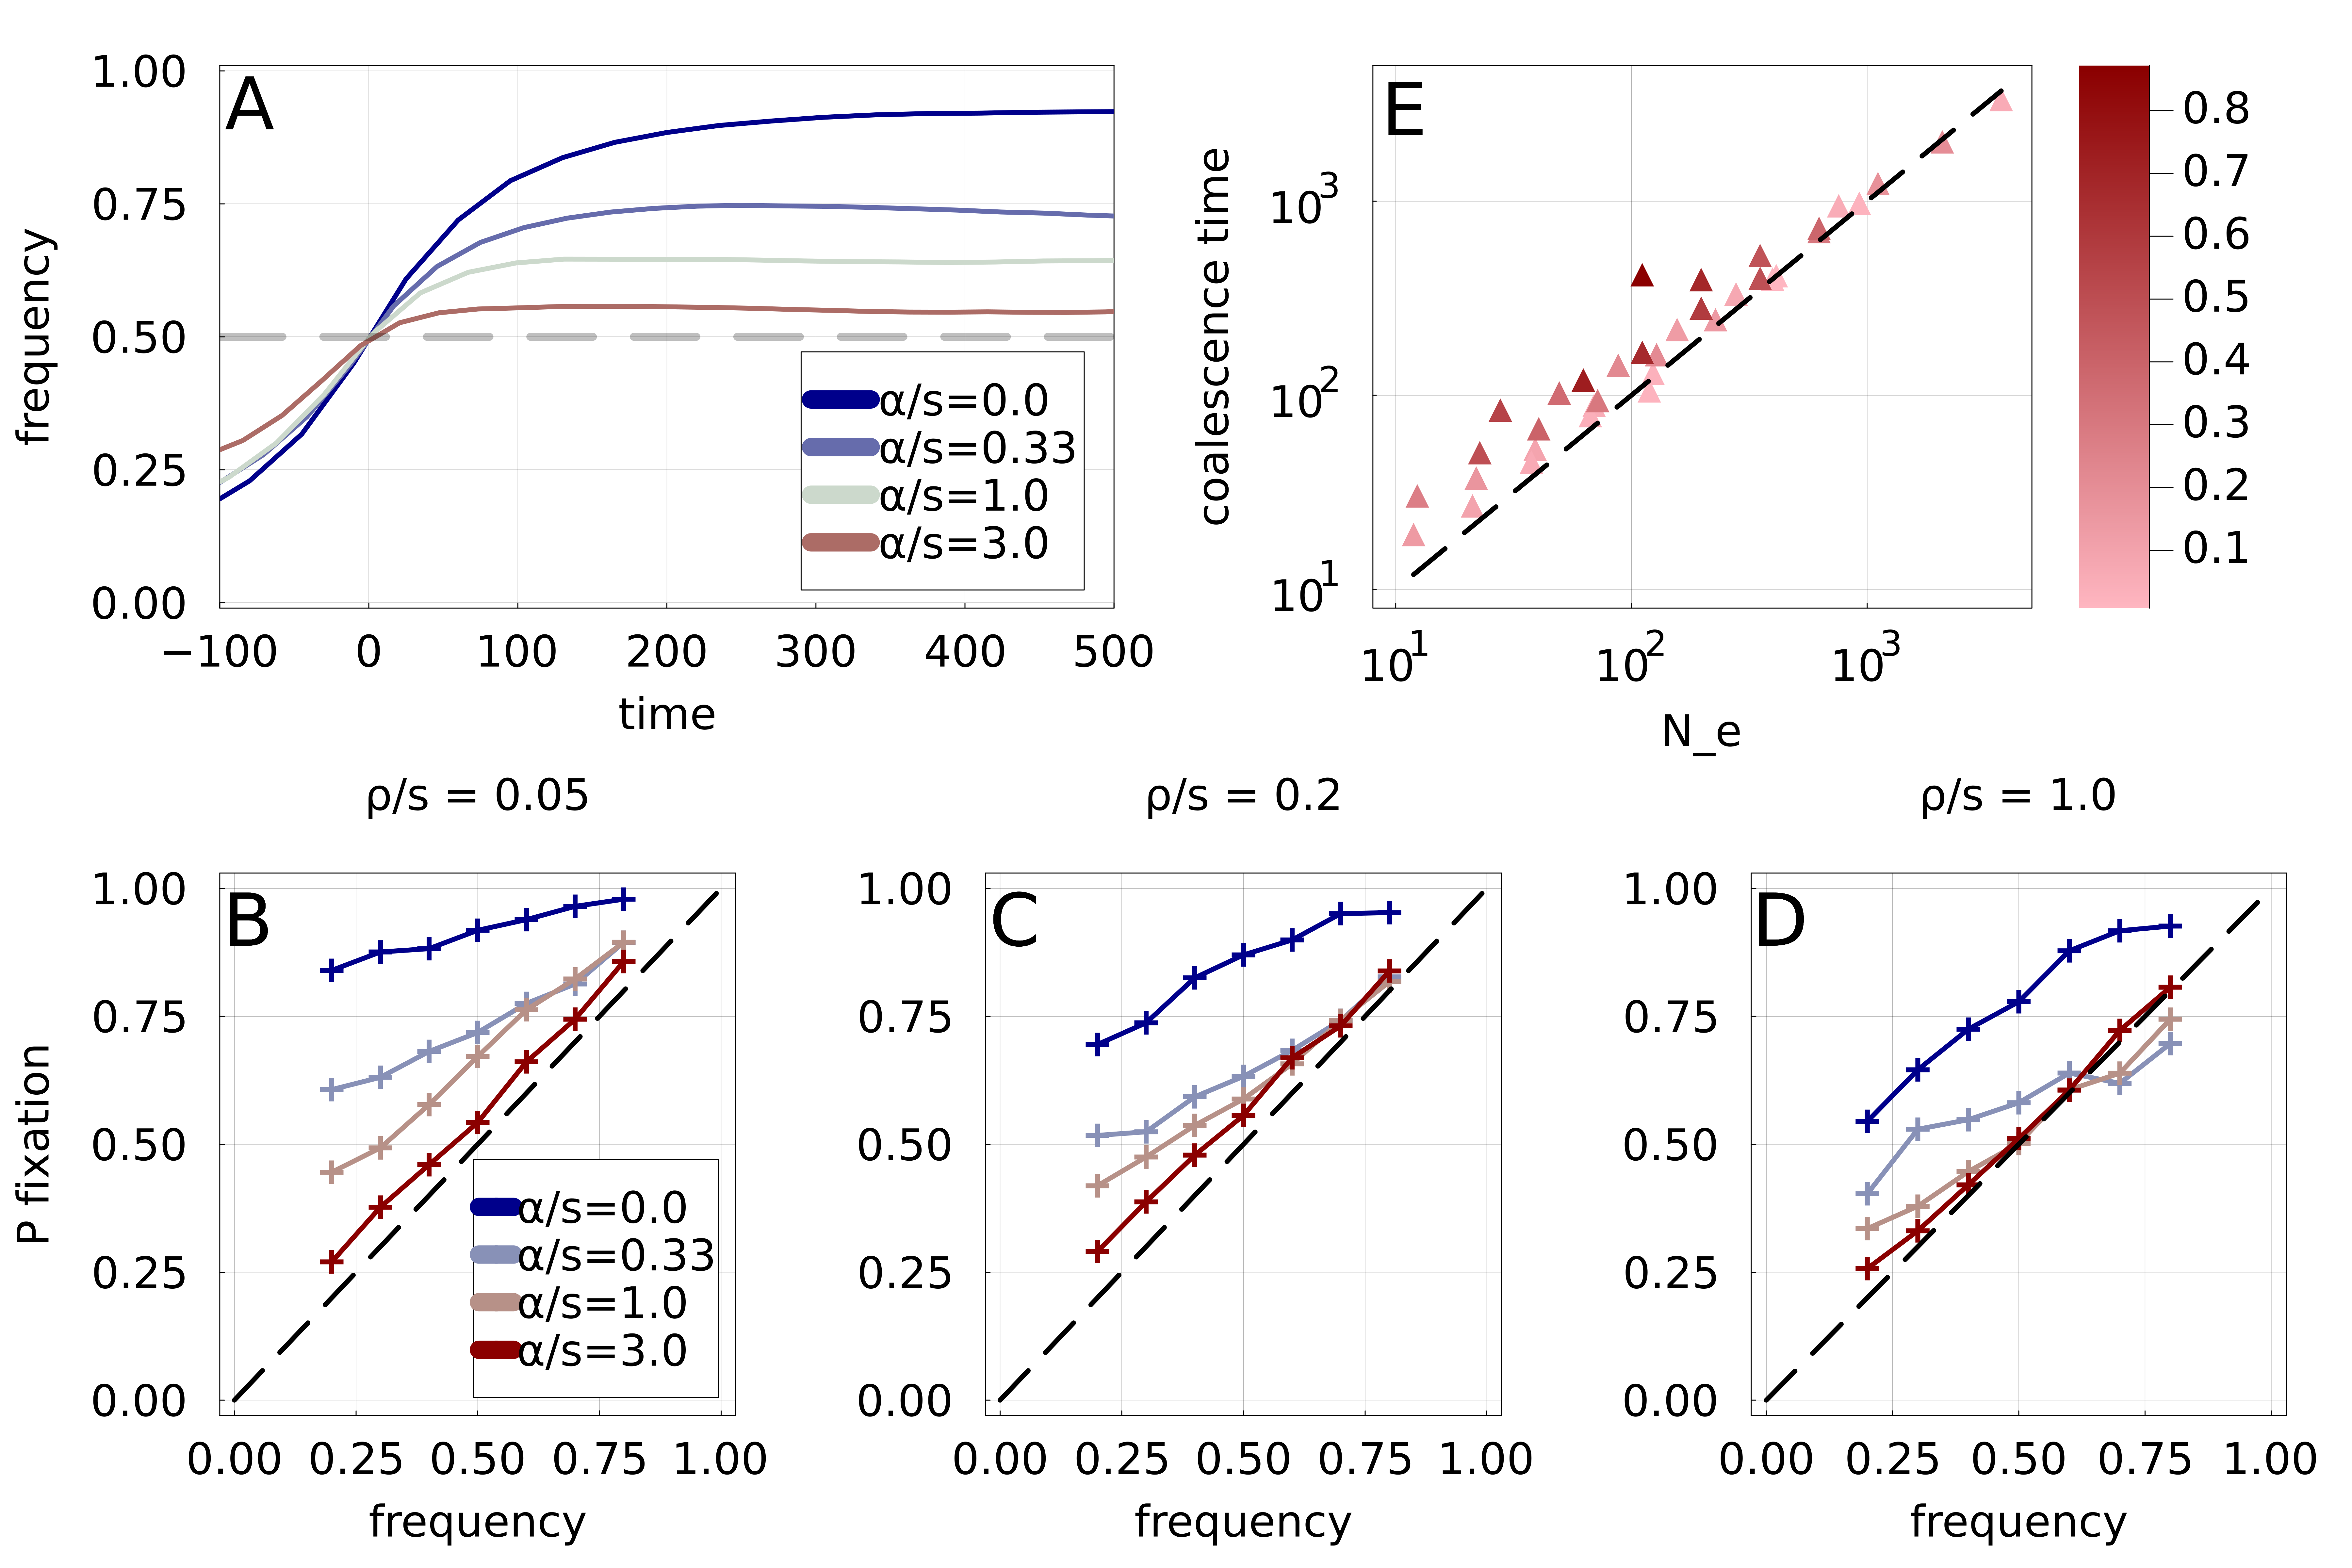 A
1.00
0.75
0.50
0.25
0.00
frequency
−100 0 100 200 300 400 500
time
α/s=0.0
α/s=0.33
α/s=1.0
α/s=3.0
E
10³
10²
10¹
coalescence time
10¹ 10² 10³
N_e
0.8
0.7
0.6
0.5
0.4
0.3
0.2
0.1
ρ/s = 0.05
B
1.00
0.75
0.50
0.25
0.00
P fixation
0.00 0.25 0.50 0.75 1.00
frequency
α/s=0.0
α/s=0.33
α/s=1.0
α/s=3.0
ρ/s = 0.2
C
1.00
0.75
0.50
0.25
0.00
0.00 0.25 0.50 0.75 1.00
frequency
ρ/s = 1.0
D
1.00
0.75
0.50
0.25
0.00
0.00 0.25 0.50 0.75 1.00
frequency